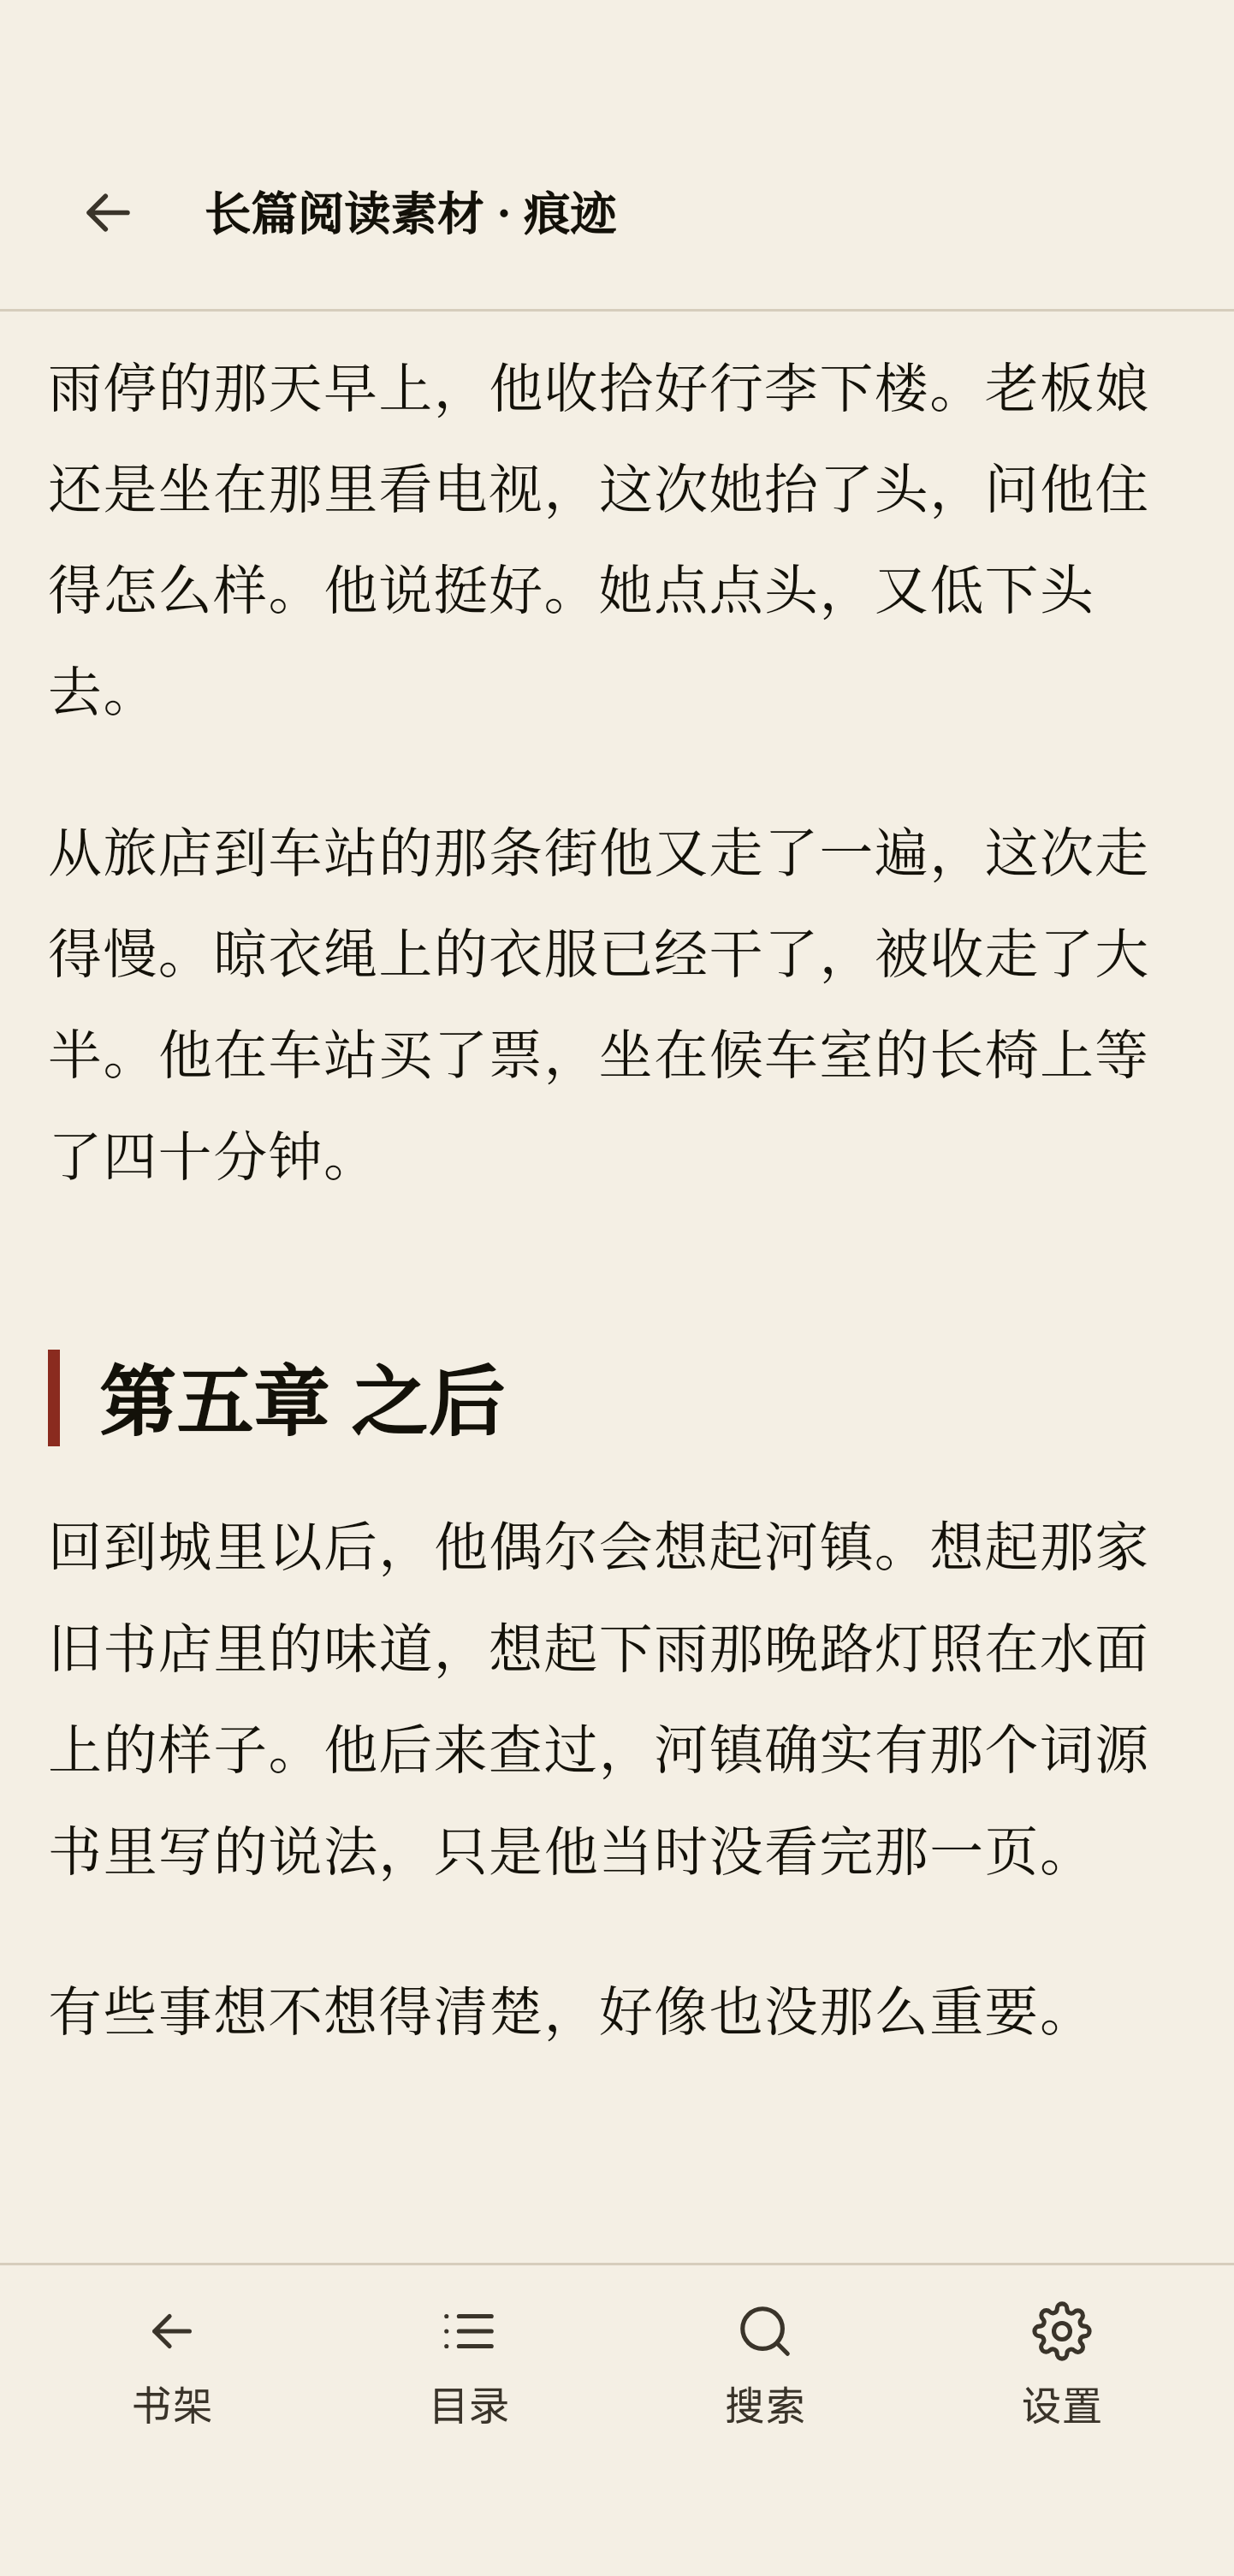 长篇阅读素材 · 痕迹
雨停的那天早上，他收拾好行李下楼。老板娘
还是坐在那里看电视，这次她抬了头，问他住
得怎么样。他说挺好。她点点头，又低下头
去。
从旅店到车站的那条街他又走了一遍，这次走
得慢。晾衣绳上的衣服已经干了，被收走了大
半。他在车站买了票，坐在候车室的长椅上等
了四十分钟。
第五章 之后
回到城里以后，他偶尔会想起河镇。想起那家
旧书店里的味道，想起下雨那晚路灯照在水面
上的样子。他后来查过，河镇确实有那个词源
书里写的说法，只是他当时没看完那一页。
有些事想不想得清楚，好像也没那么重要。
书架
目录
搜索
设置